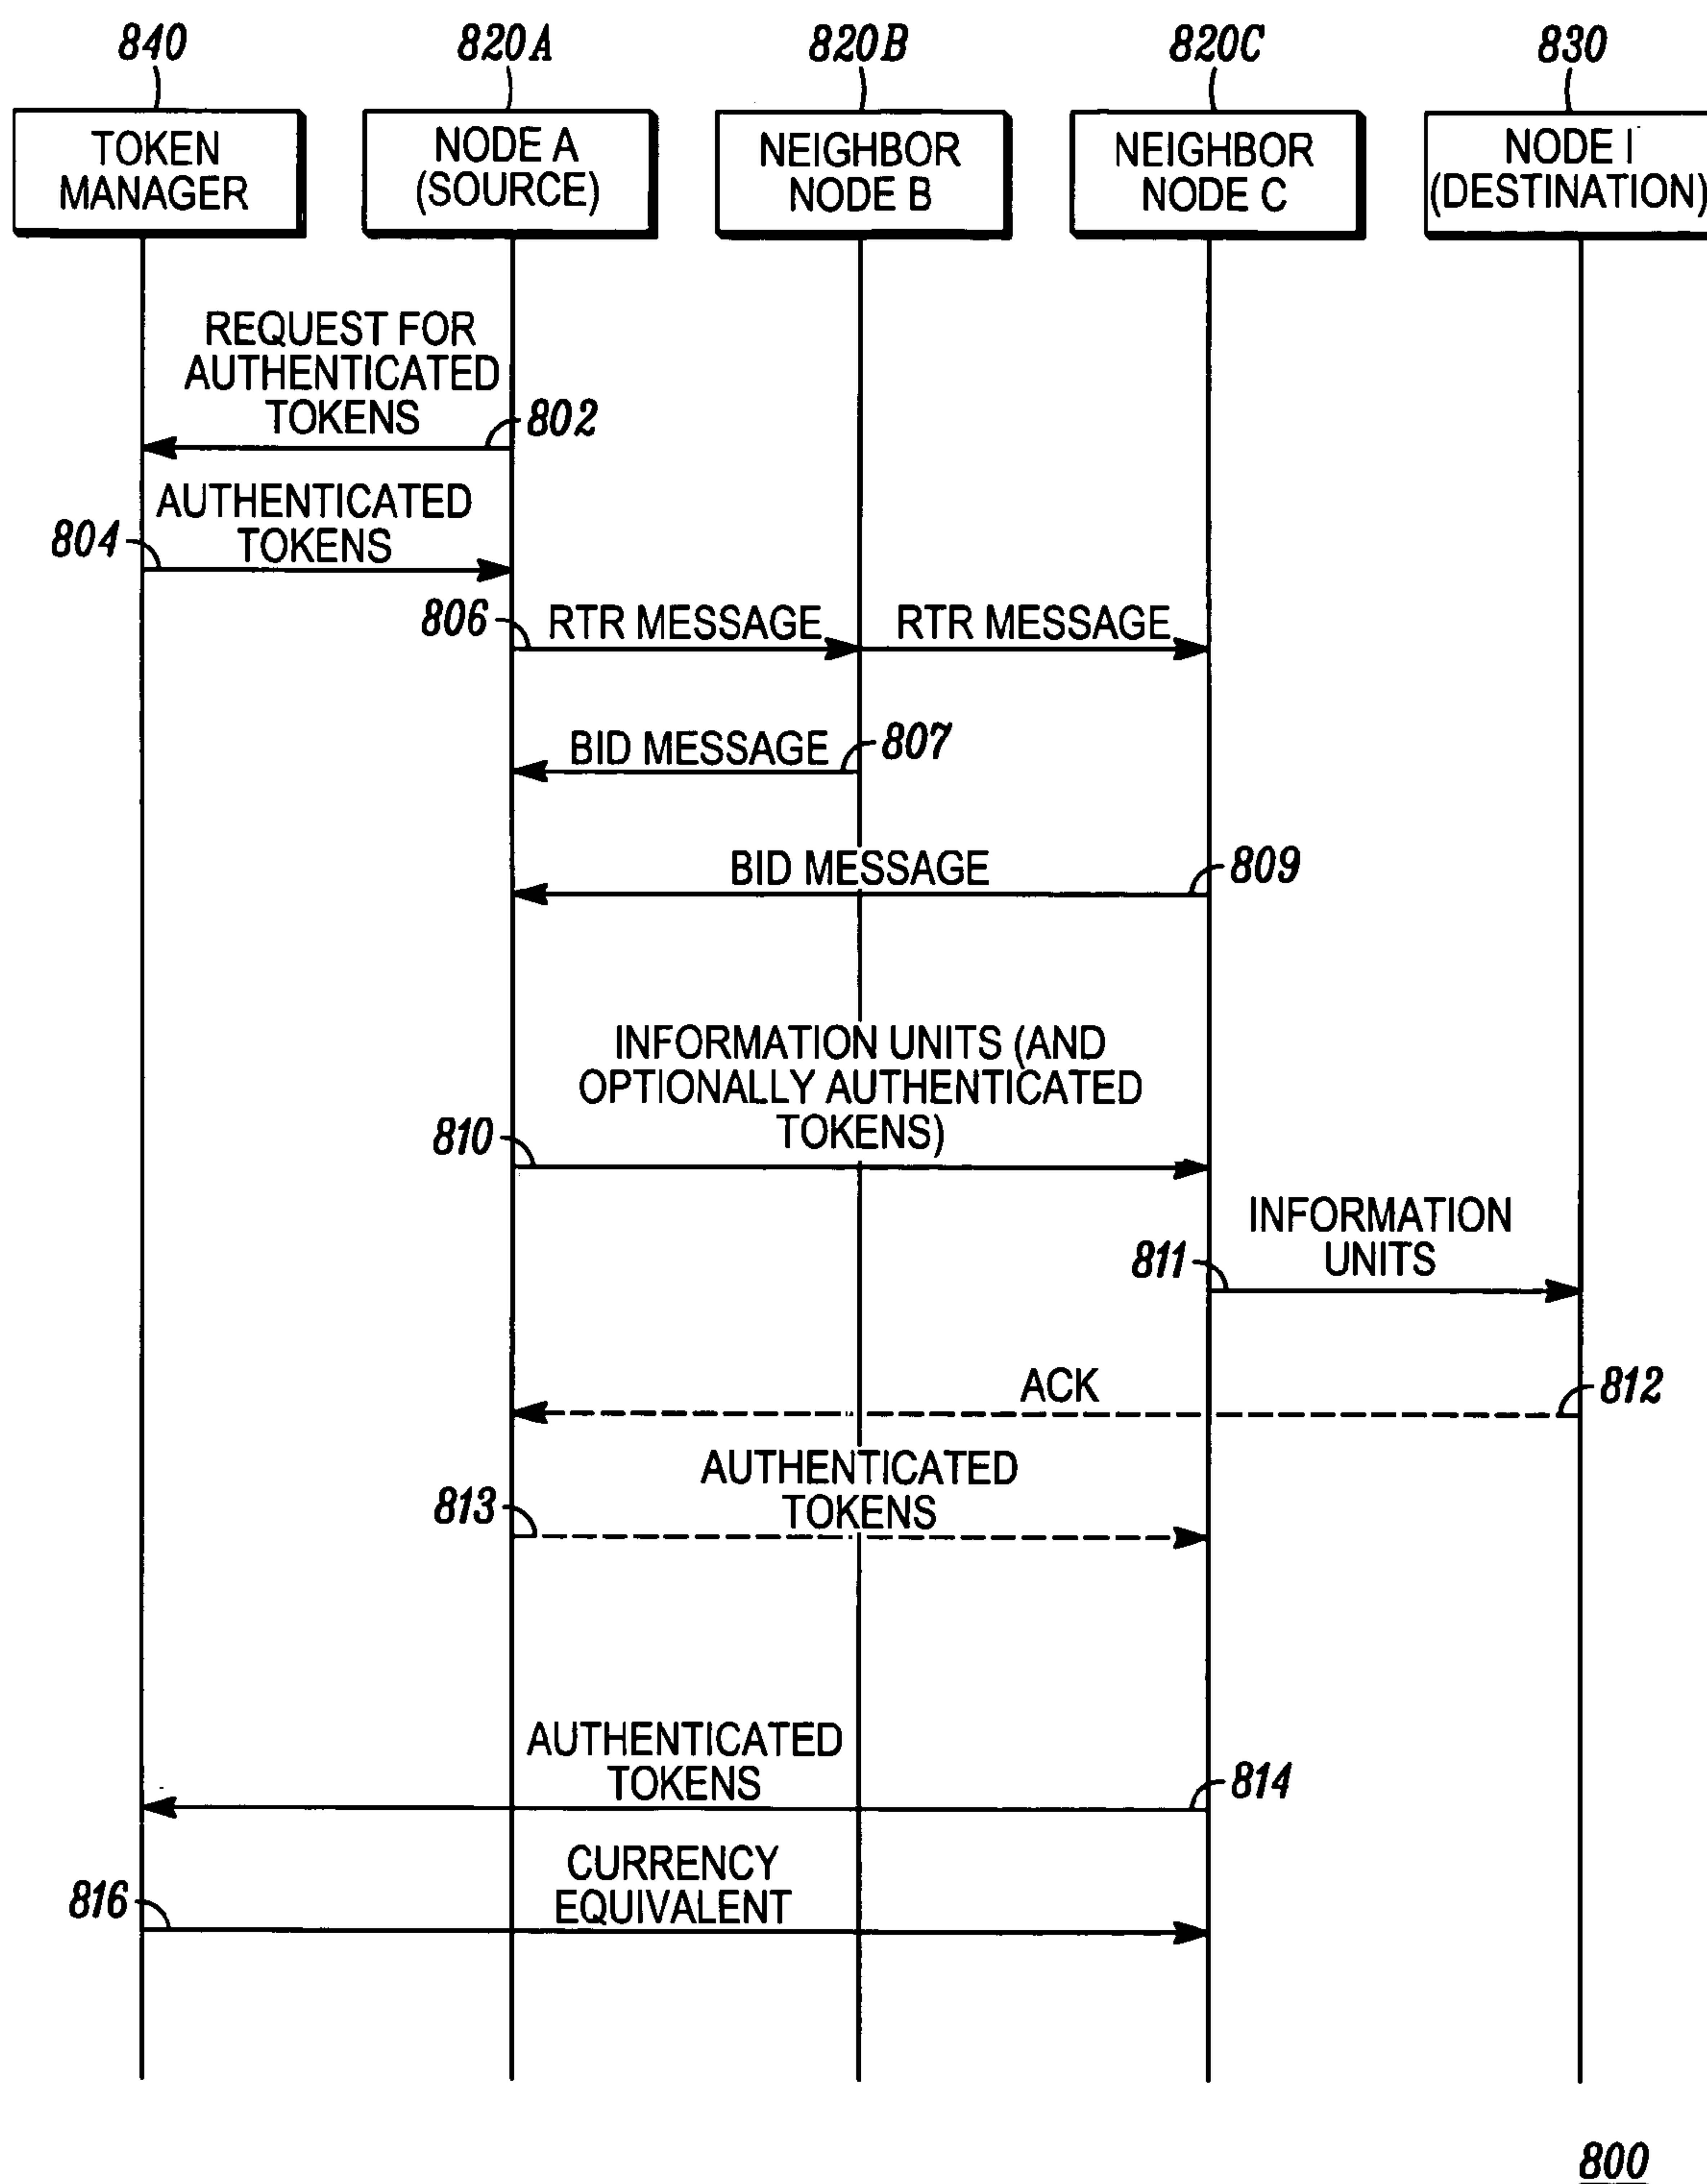 840
820A
820B
820C
830
TOKEN
MANAGER
NODE A
(SOURCE)
NEIGHBOR
NODE B
NEIGHBOR
NODE C
NODE I
(DESTINATION)
REQUEST FOR
AUTHENTICATED
TOKENS
802
AUTHENTICATED
TOKENS
804
806
RTR MESSAGE
RTR MESSAGE
BID MESSAGE
807
BID MESSAGE
809
INFORMATION UNITS (AND
OPTIONALLY AUTHENTICATED
TOKENS)
810
INFORMATION
UNITS
811
ACK
812
AUTHENTICATED
TOKENS
813
AUTHENTICATED
TOKENS
814
CURRENCY
EQUIVALENT
816
800